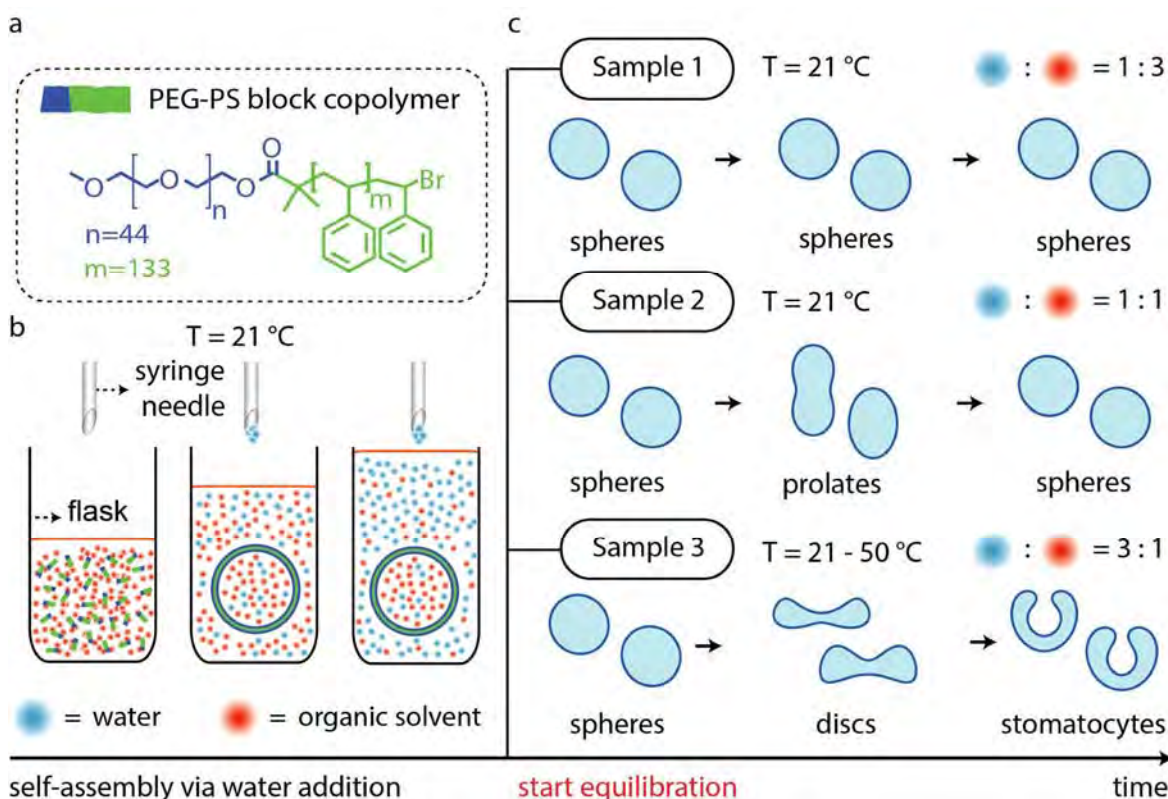 a
PEG-PS block copolymer
O
O
n
O
O
m
Br
n=44
m=133
b
T = 21 °C
syringe
needle
flask
= water
= organic solvent
self-assembly via water addition
c
Sample 1
T = 21 °C
: = 1 : 3
spheres
spheres
spheres
Sample 2
T = 21 °C
: = 1 : 1
spheres
prolates
spheres
Sample 3
T = 21 - 50 °C
: = 3 : 1
spheres
discs
stomatocytes
start equilibration
time